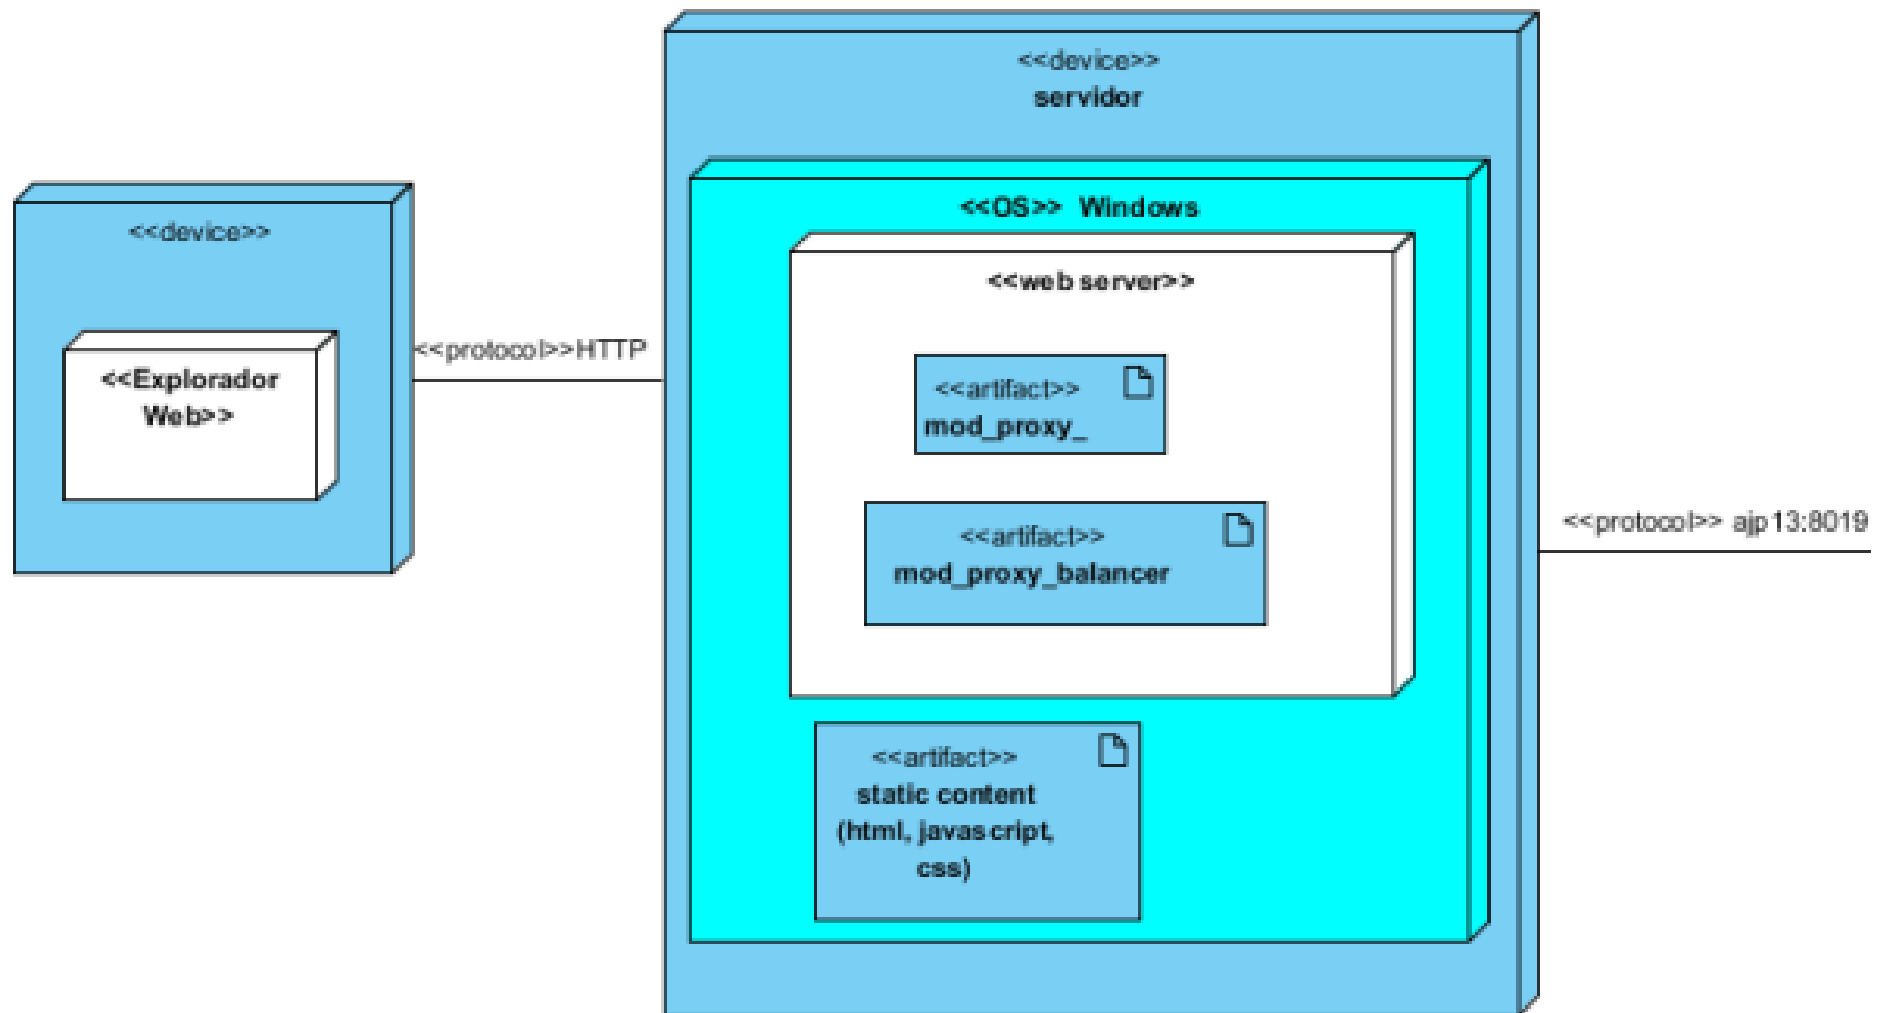 <<device>>
<<Explorador
Web>>
<<protocol>>HTTP
<<device>>
servidor
<<OS>> Windows
<<web server>>
<<artifact>>
mod_proxy_
<<artifact>>
mod_proxy_balancer
<<artifact>>
static content
(html, javascript,
css)
<<protocol>> ajp13:8019